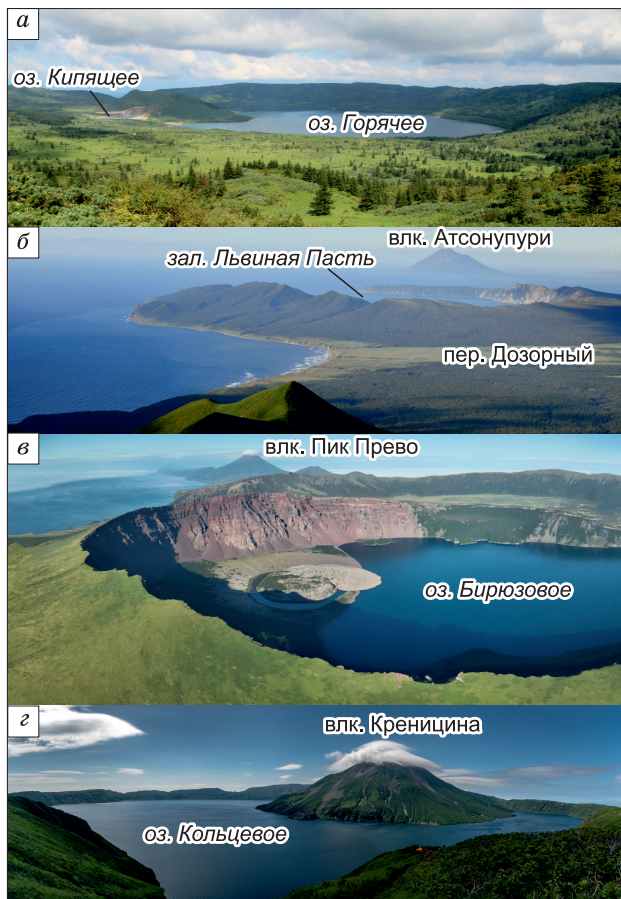 а
оз. Кипящее
оз. Горячее
б
влк. Атсонупури
зал. Львиная Пасть
пер. Дозорный
в
влк. Пик Прево
оз. Бирюзовое
г
влк. Креницина
оз. Кольцевое